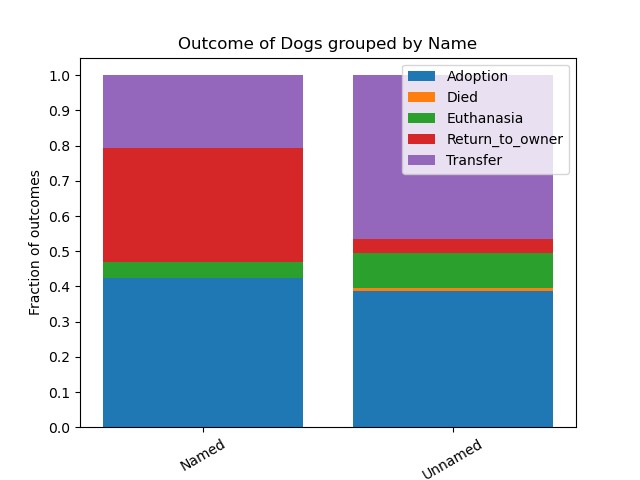 Outcome of Dogs grouped by Name
1.0
0.9
0.8
0.7
0.6
0.5
0.4
0.3
0.2
0.1
0.0
Fraction of outcomes
Adoption
Died
Euthanasia
Return_to_owner
Transfer
Named
Unnamed